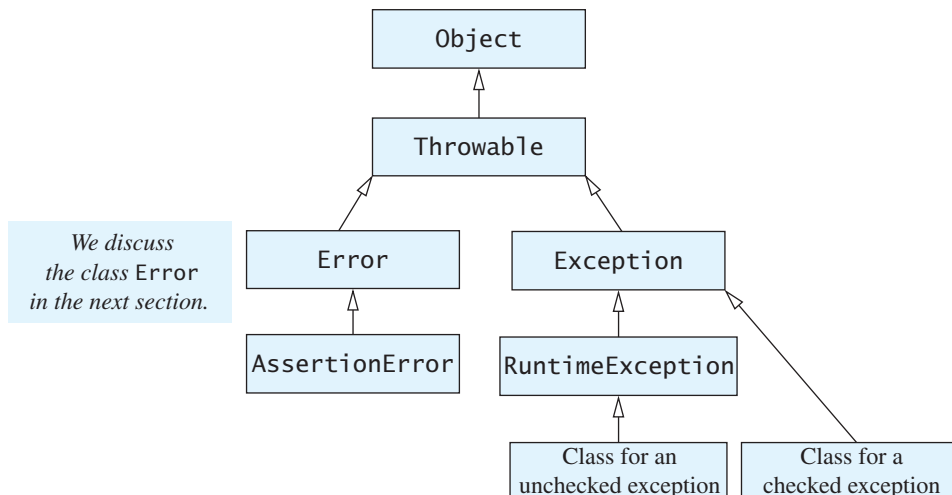 Object
Throwable
We discuss
the class Error
in the next section.
Error
Exception
AssertionError
RuntimeException
Class for an
unchecked exception
Class for a
checked exception